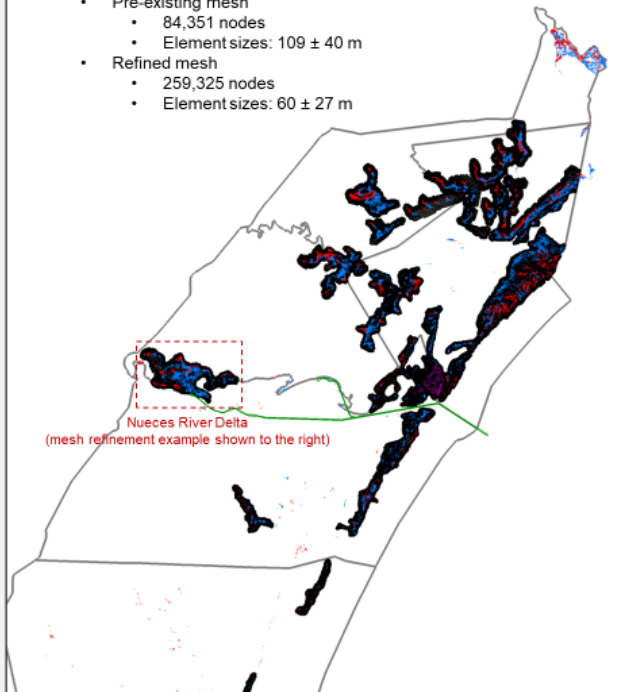 • Pre-existing mesh
• 84,351 nodes
• Element sizes: 109 ± 40 m
• Refined mesh
• 259,325 nodes
• Element sizes: 60 ± 27 m
Nueces River Delta
(mesh refinement example shown to the right)